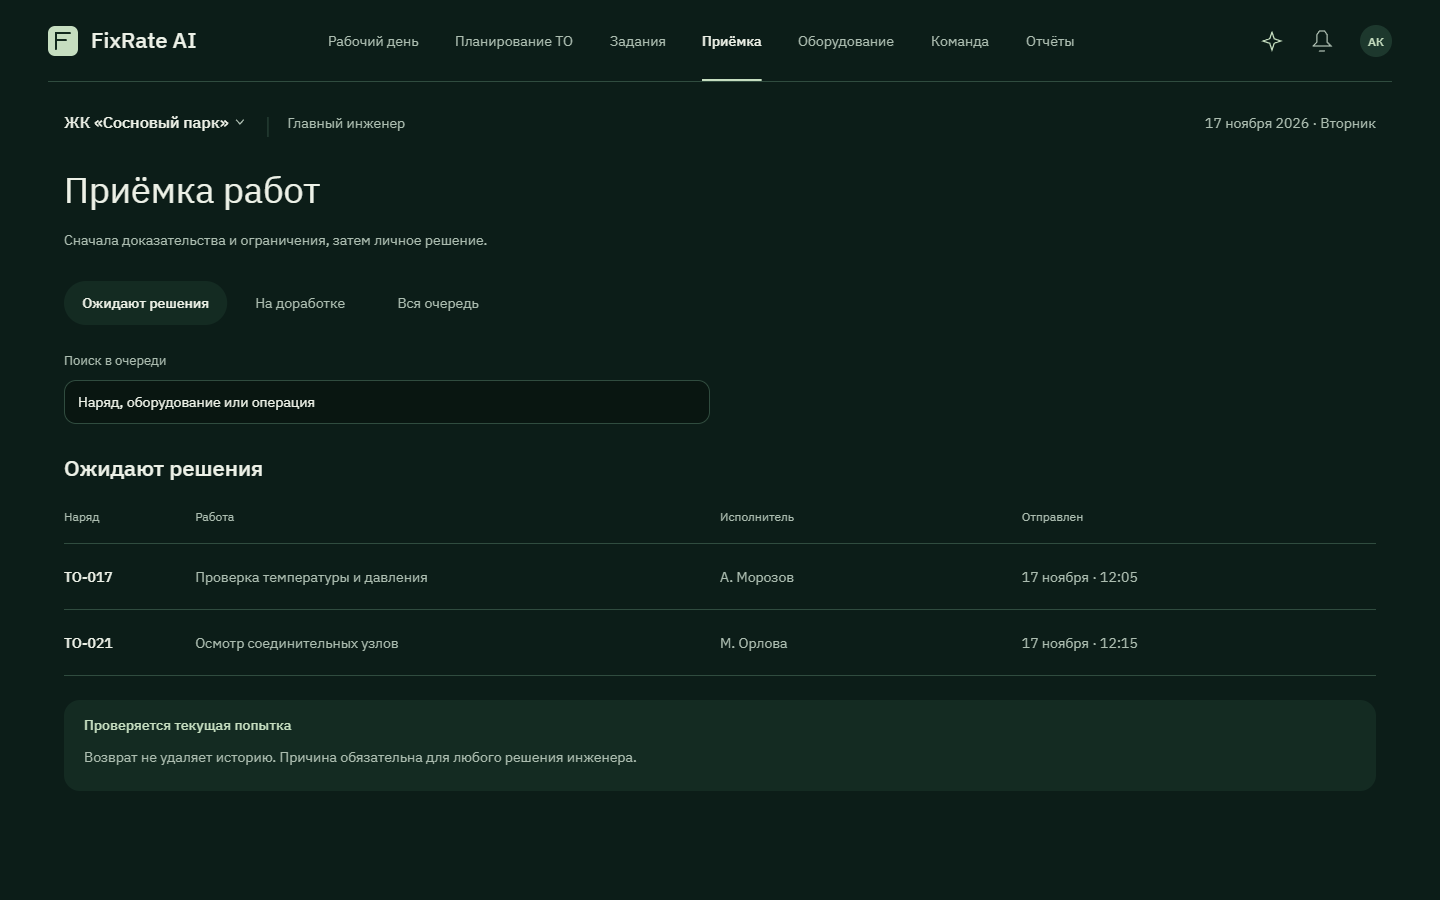 FixRate AI
Рабочий день
Планирование ТО
Задания
Приёмка
Оборудование
Команда
Отчёты
АК
ЖК «Сосновый парк»
Главный инженер
17 ноября 2026 · Вторник
Приёмка работ
Сначала доказательства и ограничения, затем личное решение.
Ожидают решения
На доработке
Вся очередь
Поиск в очереди
Наряд, оборудование или операция
Ожидают решения
Наряд Работа Исполнитель Отправлен
ТО-017 Проверка температуры и давления А. Морозов 17 ноября · 12:05
ТО-021 Осмотр соединительных узлов М. Орлова 17 ноября · 12:15
Проверяется текущая попытка
Возврат не удаляет историю. Причина обязательна для любого решения инженера.